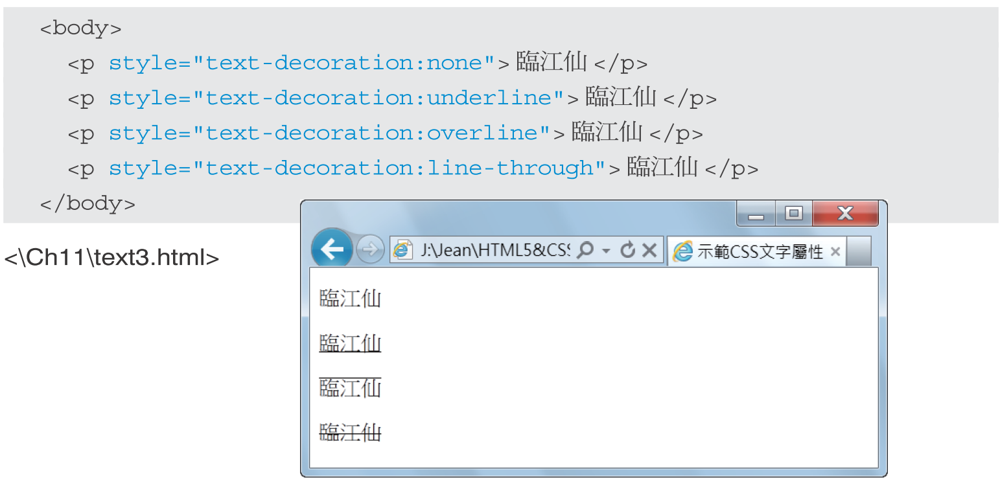 <body>
<p style="text-decoration:none">臨江仙</p>
<p style="text-decoration:underline">臨江仙</p>
<p style="text-decoration:overline">臨江仙</p>
<p style="text-decoration:line-through">臨江仙</p>
</body>
<\Ch11\text3.html>
J:\Jean\HTML5&CSS
示範CSS文字屬性
臨江仙
臨江仙
臨江仙
臨江仙